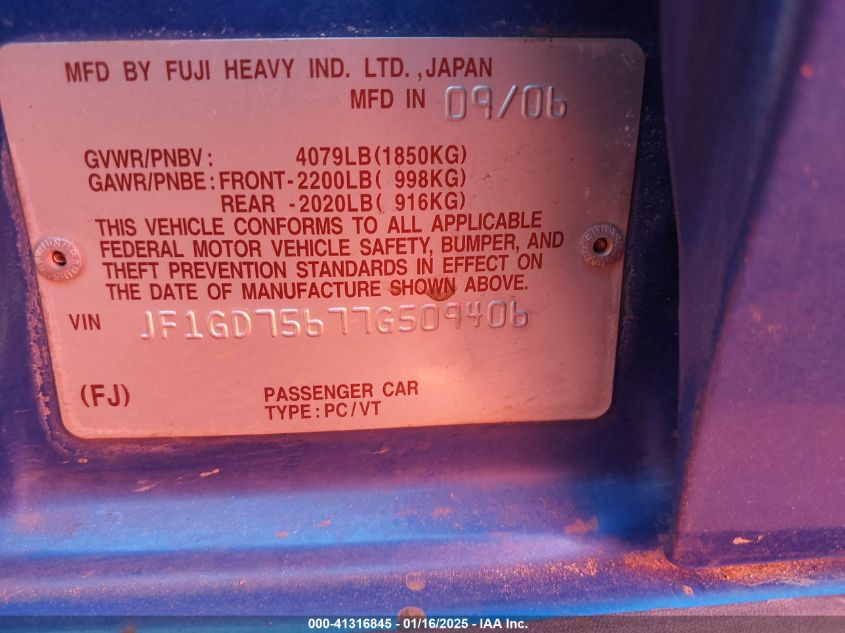 MFD BY FUJI HEAVY IND. LTD., JAPAN
MFD IN 09/06
GVWR/PNBV: 4079LB(1850KG)
GAWR/PNBE: FRONT-2200LB( 998KG)
REAR -2020LB( 916KG)
THIS VEHICLE CONFORMS TO ALL APPLICABLE
FEDERAL MOTOR VEHICLE SAFETY, BUMPER, AND
THEFT PREVENTION STANDARDS IN EFFECT ON
THE DATE OF MANUFACTURE SHOWN ABOVE.
VIN JF1GD75677G509406
(FJ) PASSENGER CAR
TYPE: PC/VT
000-41316845 - 01/16/2025 - IAA Inc.